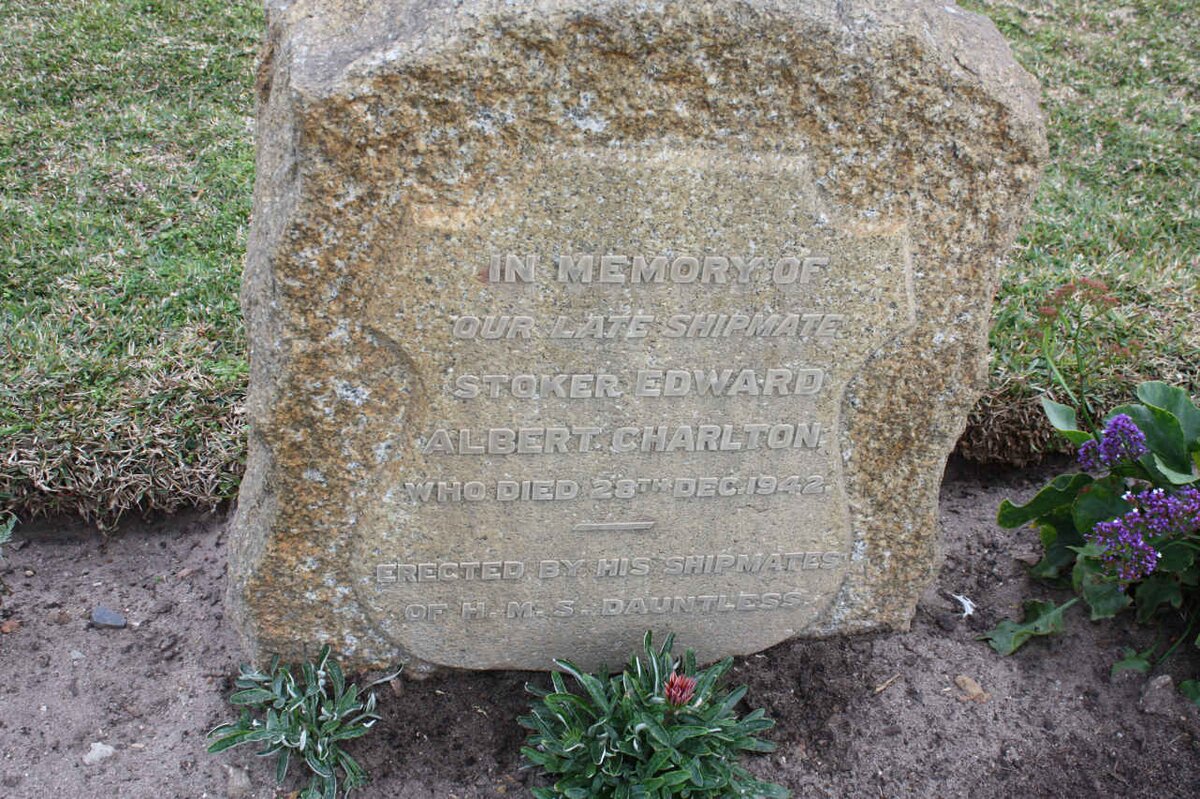 IN MEMORY OF
OUR LATE SHIPMATE
STOKER EDWARD
ALBERT CHARLTON
WHO DIED 28TH DEC. 1942.
ERECTED BY HIS SHIPMATES
OF H. M. S. DAUNTLESS.